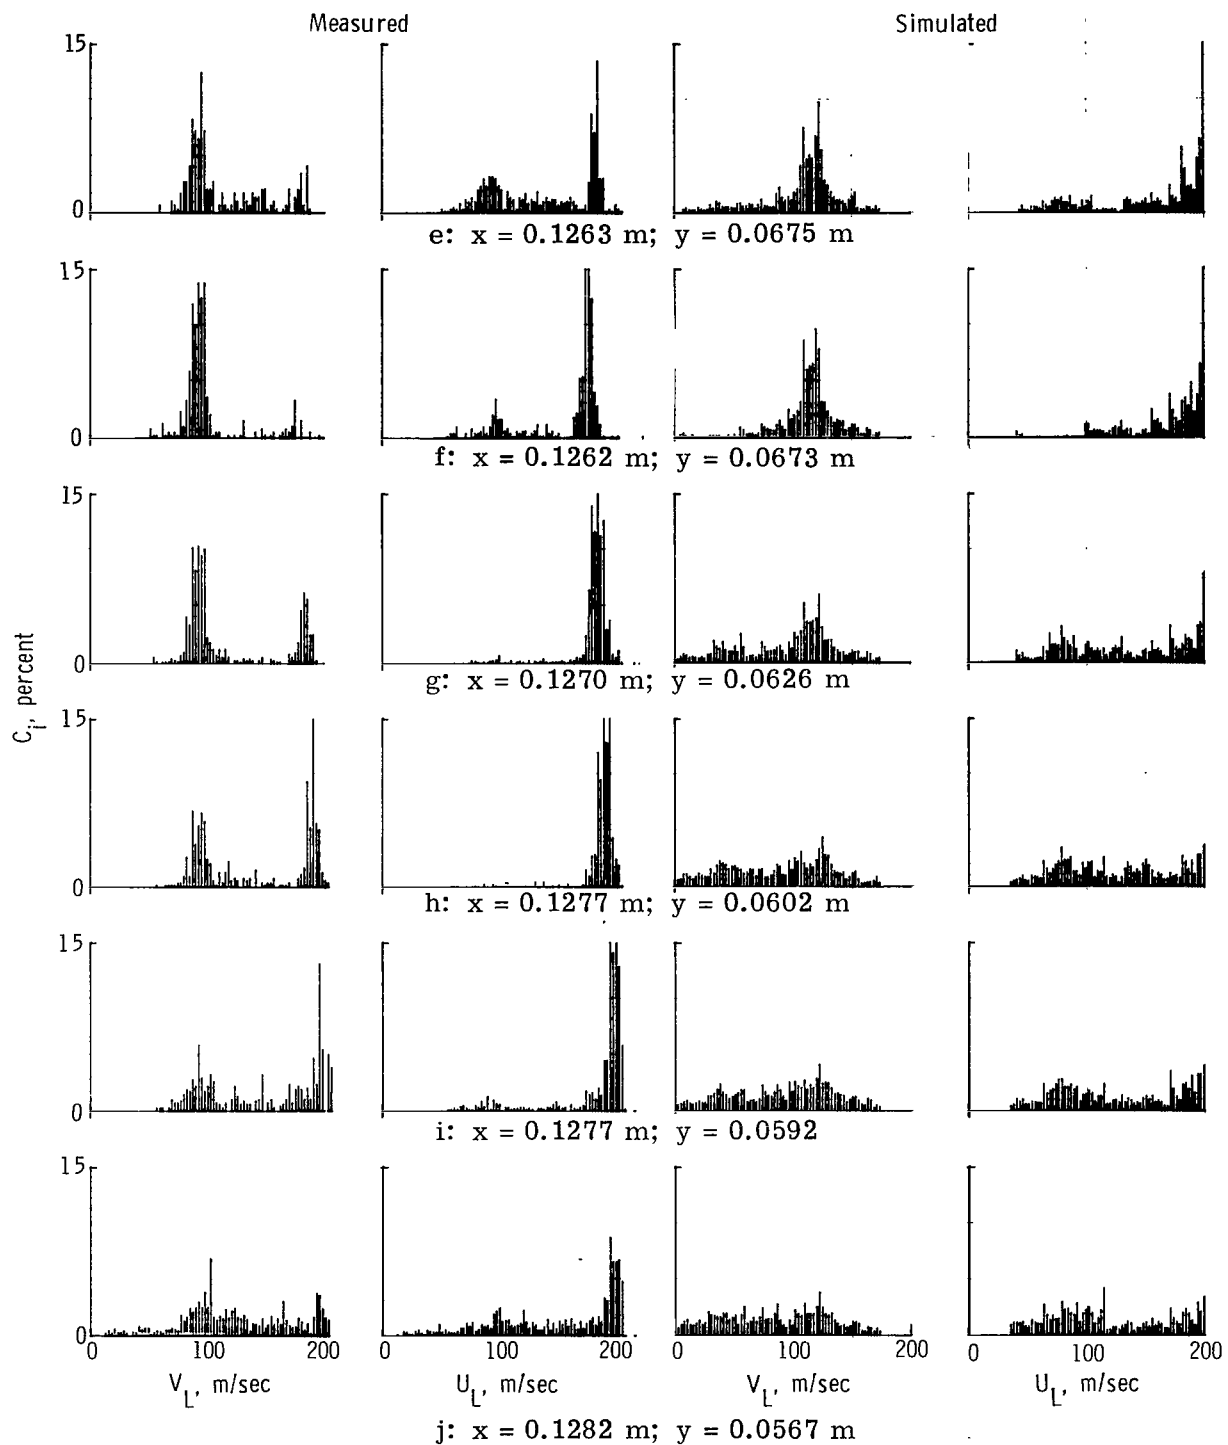 Measured
Simulated
15
0
e: x = 0.1263 m; y = 0.0675 m
15
0
f: x = 0.1262 m; y = 0.0673 m
15
0
g: x = 0.1270 m; y = 0.0626 m
C_i, percent
15
0
h: x = 0.1277 m; y = 0.0602 m
15
0
i: x = 0.1277 m; y = 0.0592
15
0
0 100 200 0 100 200 0 100 200 0 100 200
V_L, m/sec U_L, m/sec V_L, m/sec U_L, m/sec
j: x = 0.1282 m; y = 0.0567 m